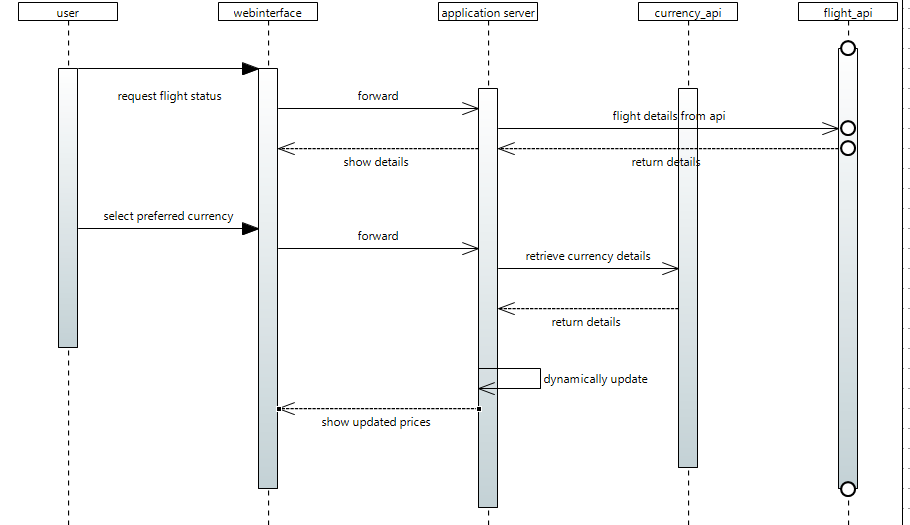 user
webinterface
application server
currency_api
flight_api
request flight status
forward
flight details from api
show details
return details
select preferred currency
forward
retrieve currency details
return details
dynamically update
show updated prices